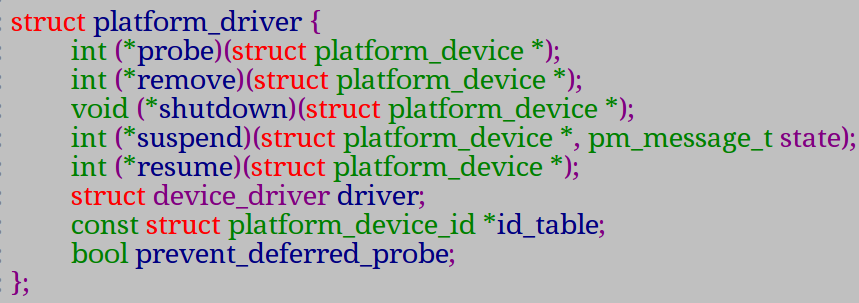 struct platform_driver {
int (*probe)(struct platform_device *);
int (*remove)(struct platform_device *);
void (*shutdown)(struct platform_device *);
int (*suspend)(struct platform_device *, pm_message_t state);
int (*resume)(struct platform_device *);
struct device_driver driver;
const struct platform_device_id *id_table;
bool prevent_deferred_probe;
};